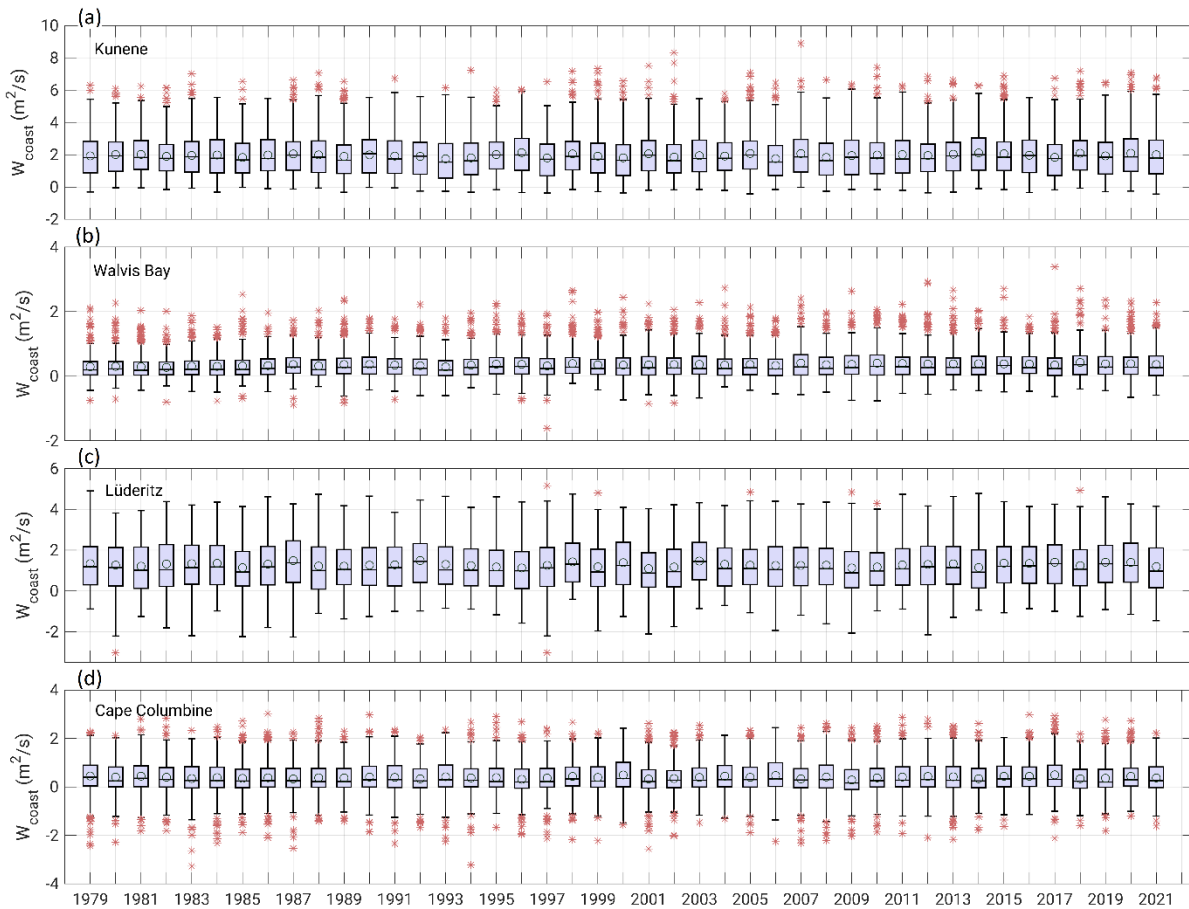 (a)
Kunene
W_coast (m²/s)
10
8
6
4
2
0
-2
(b)
Walvis Bay
W_coast (m²/s)
4
2
0
-2
(c)
Lüderitz
W_coast (m²/s)
6
4
2
0
-2
(d)
Cape Columbine
W_coast (m²/s)
4
2
0
-2
-4
1979 1981 1983 1985 1987 1989 1991 1993 1995 1997 1999 2001 2003 2005 2007 2009 2011 2013 2015 2017 2019 2021